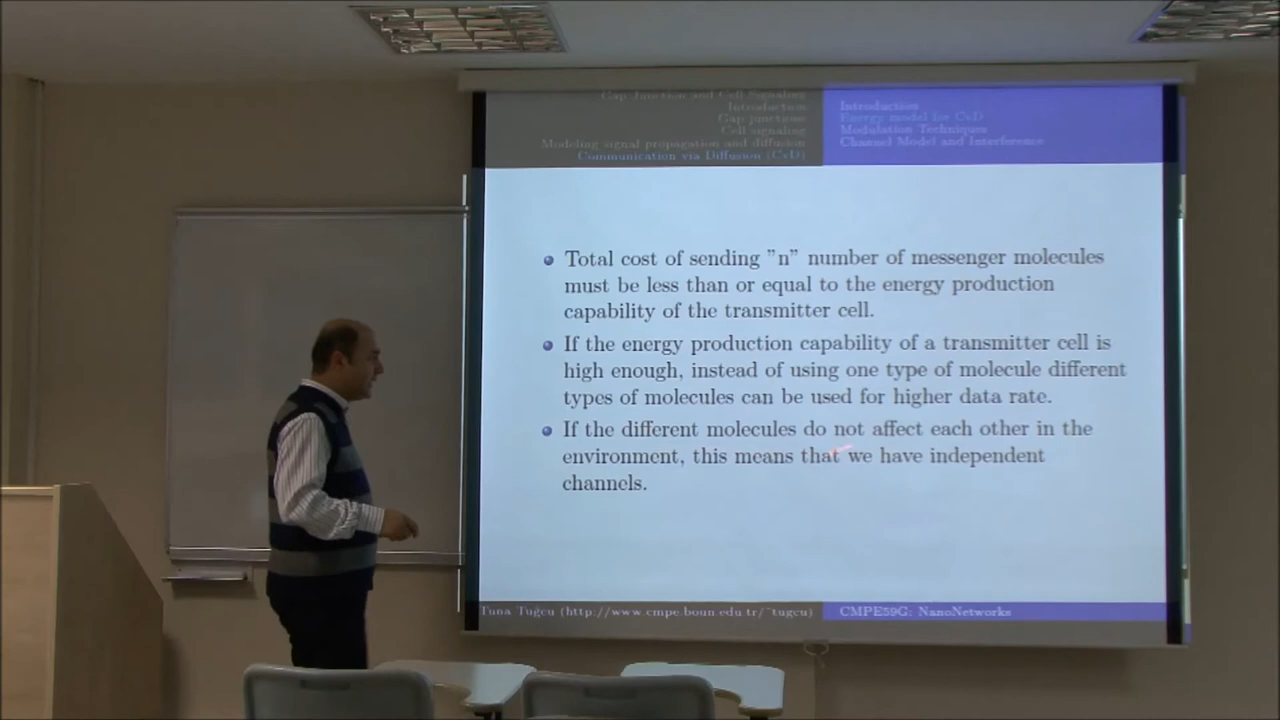 Gap Junction and Cell Signaling
Introduction
Gap junctions
Cell signaling
Modeling signal propagation and diffusion
Communication via Diffusion (CvD)
Introduction
Energy model for CvD
Modulation Techniques
Channel Model and Interference
Total cost of sending "n" number of messenger molecules
must be less than or equal to the energy production
capability of the transmitter cell.
If the energy production capability of a transmitter cell is
high enough, instead of using one type of molecule different
types of molecules can be used for higher data rate.
If the different molecules do not affect each other in the
environment, this means that we have independent
channels.
Tuna Tuğcu (http://www.cmpe.boun.edu.tr/~tugcu)
CMPE59G: NanoNetworks